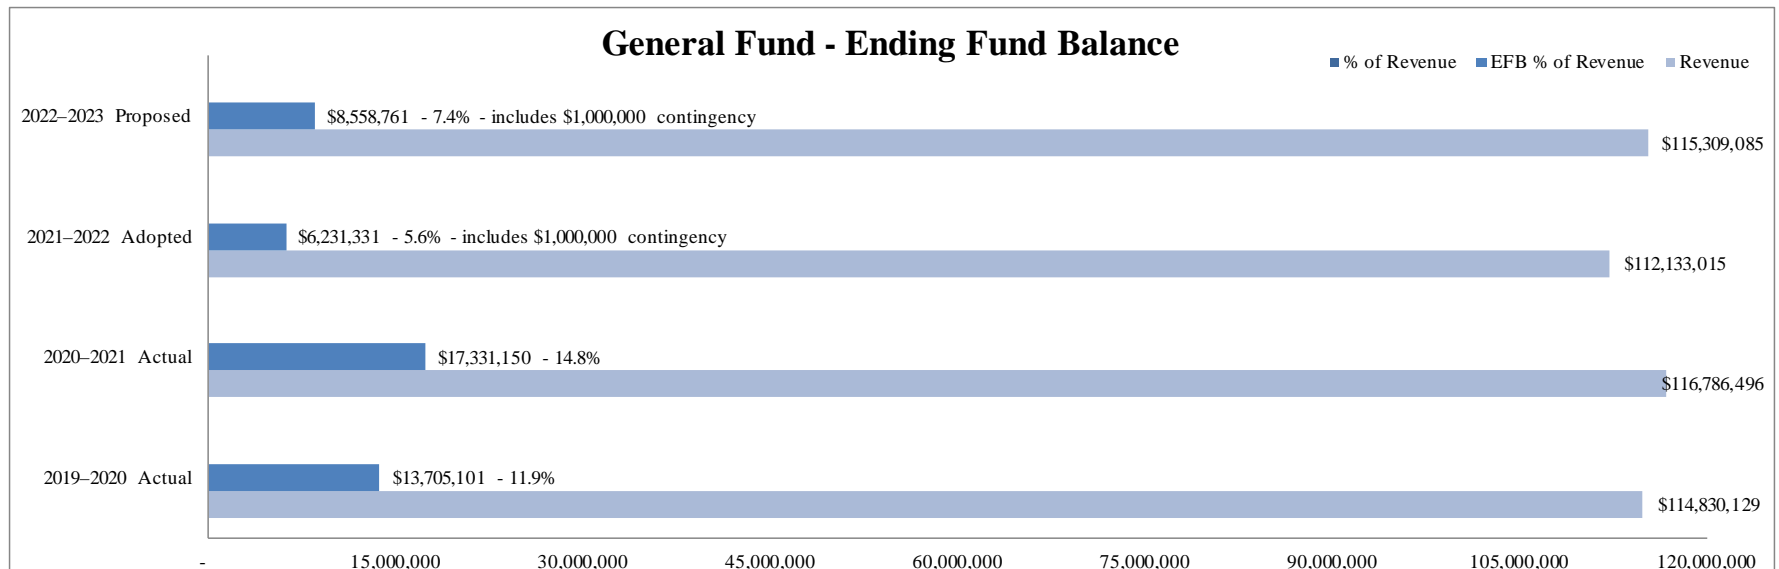 General Fund - Ending Fund Balance
% of Revenue EFB % of Revenue Revenue
2022–2023 Proposed
$8,558,761 - 7.4% - includes $1,000,000 contingency
$115,309,085
2021–2022 Adopted
$6,231,331 - 5.6% - includes $1,000,000 contingency
$112,133,015
2020–2021 Actual
$17,331,150 - 14.8%
$116,786,496
2019–2020 Actual
$13,705,101 - 11.9%
$114,830,129
- 15,000,000 30,000,000 45,000,000 60,000,000 75,000,000 90,000,000 105,000,000 120,000,000